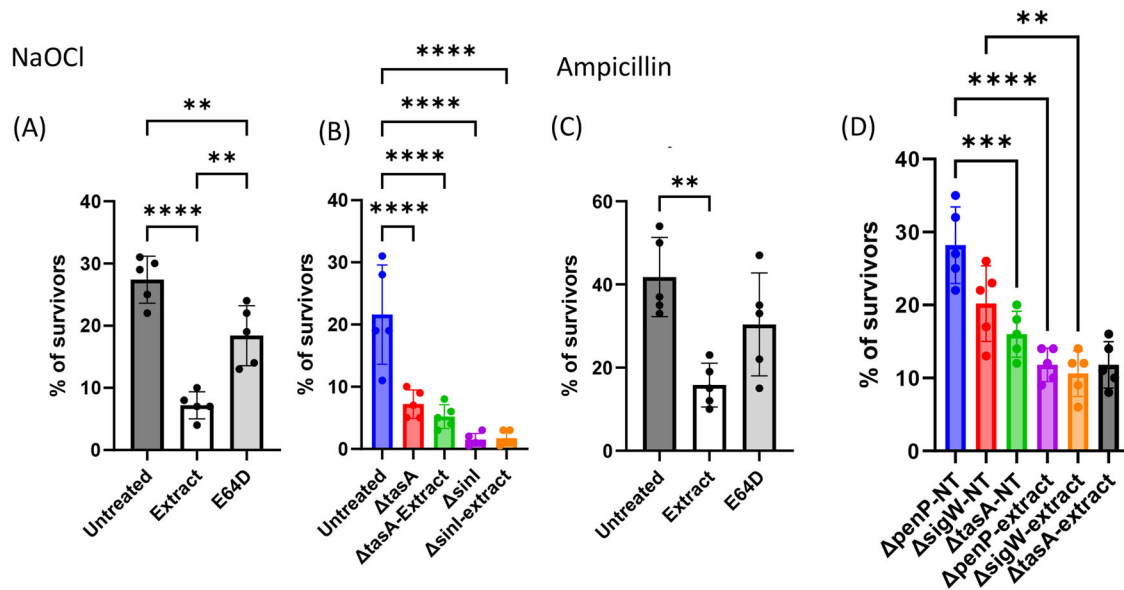 NaOCl
Ampicillin
(A)
**
**
****
% of survivors
40
30
20
10
0
Untreated
Extract
E64D
(B)
****
****
****
****
% of survivors
40
30
20
10
0
Untreated
ΔtasA
ΔtasA-Extract
ΔsinI
ΔsinI-extract
(C)
**
% of survivors
60
40
20
0
Untreated
Extract
E64D
(D)
**
****
***
% of survivors
40
30
20
10
0
ΔpenP-NT
ΔsigW-NT
ΔtasA-NT
ΔpenP-extract
ΔsigW-extract
ΔtasA-extract